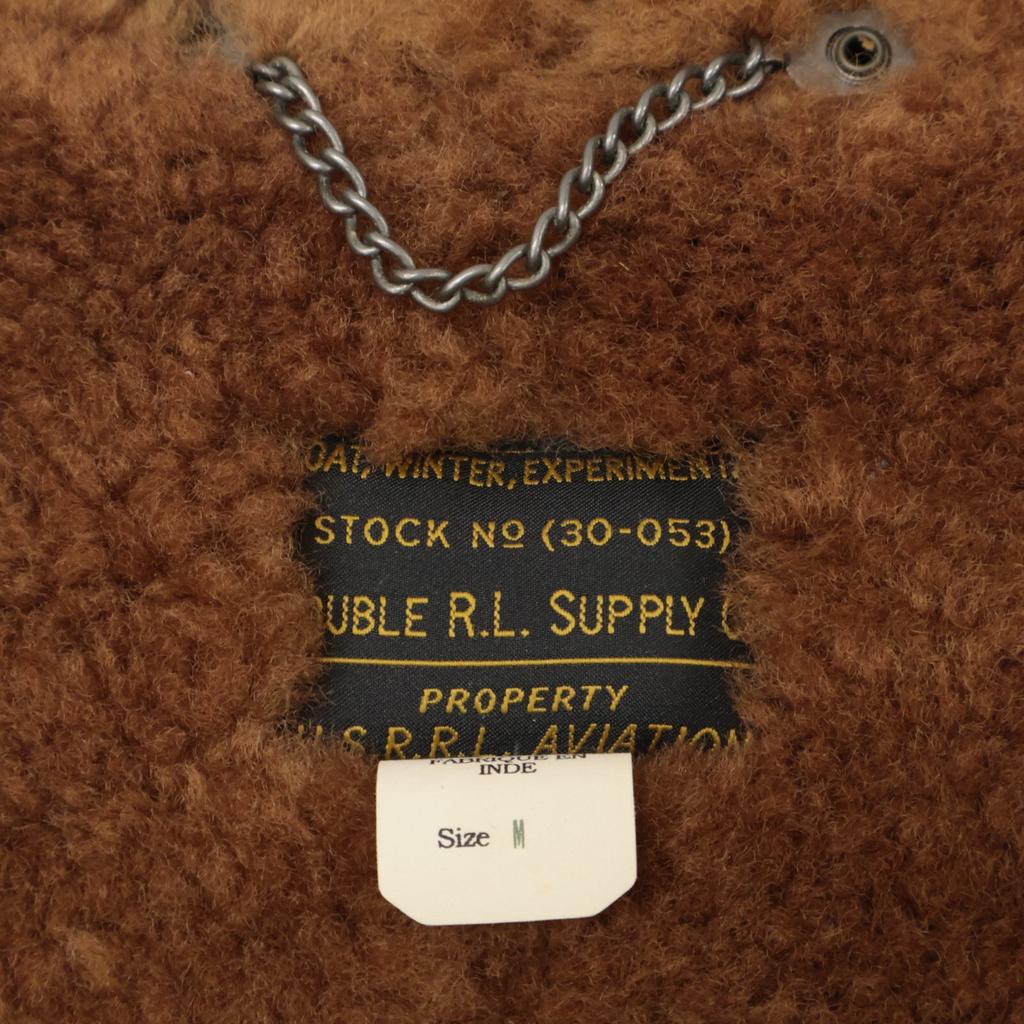 OAT, WINTER, EXPERIMENT
STOCK Nº (30-053)
OUBLE R.L. SUPPLY C
PROPERTY
U.S.R.R.L. AVIATION
FABRIQUE EN
INDE
Size M